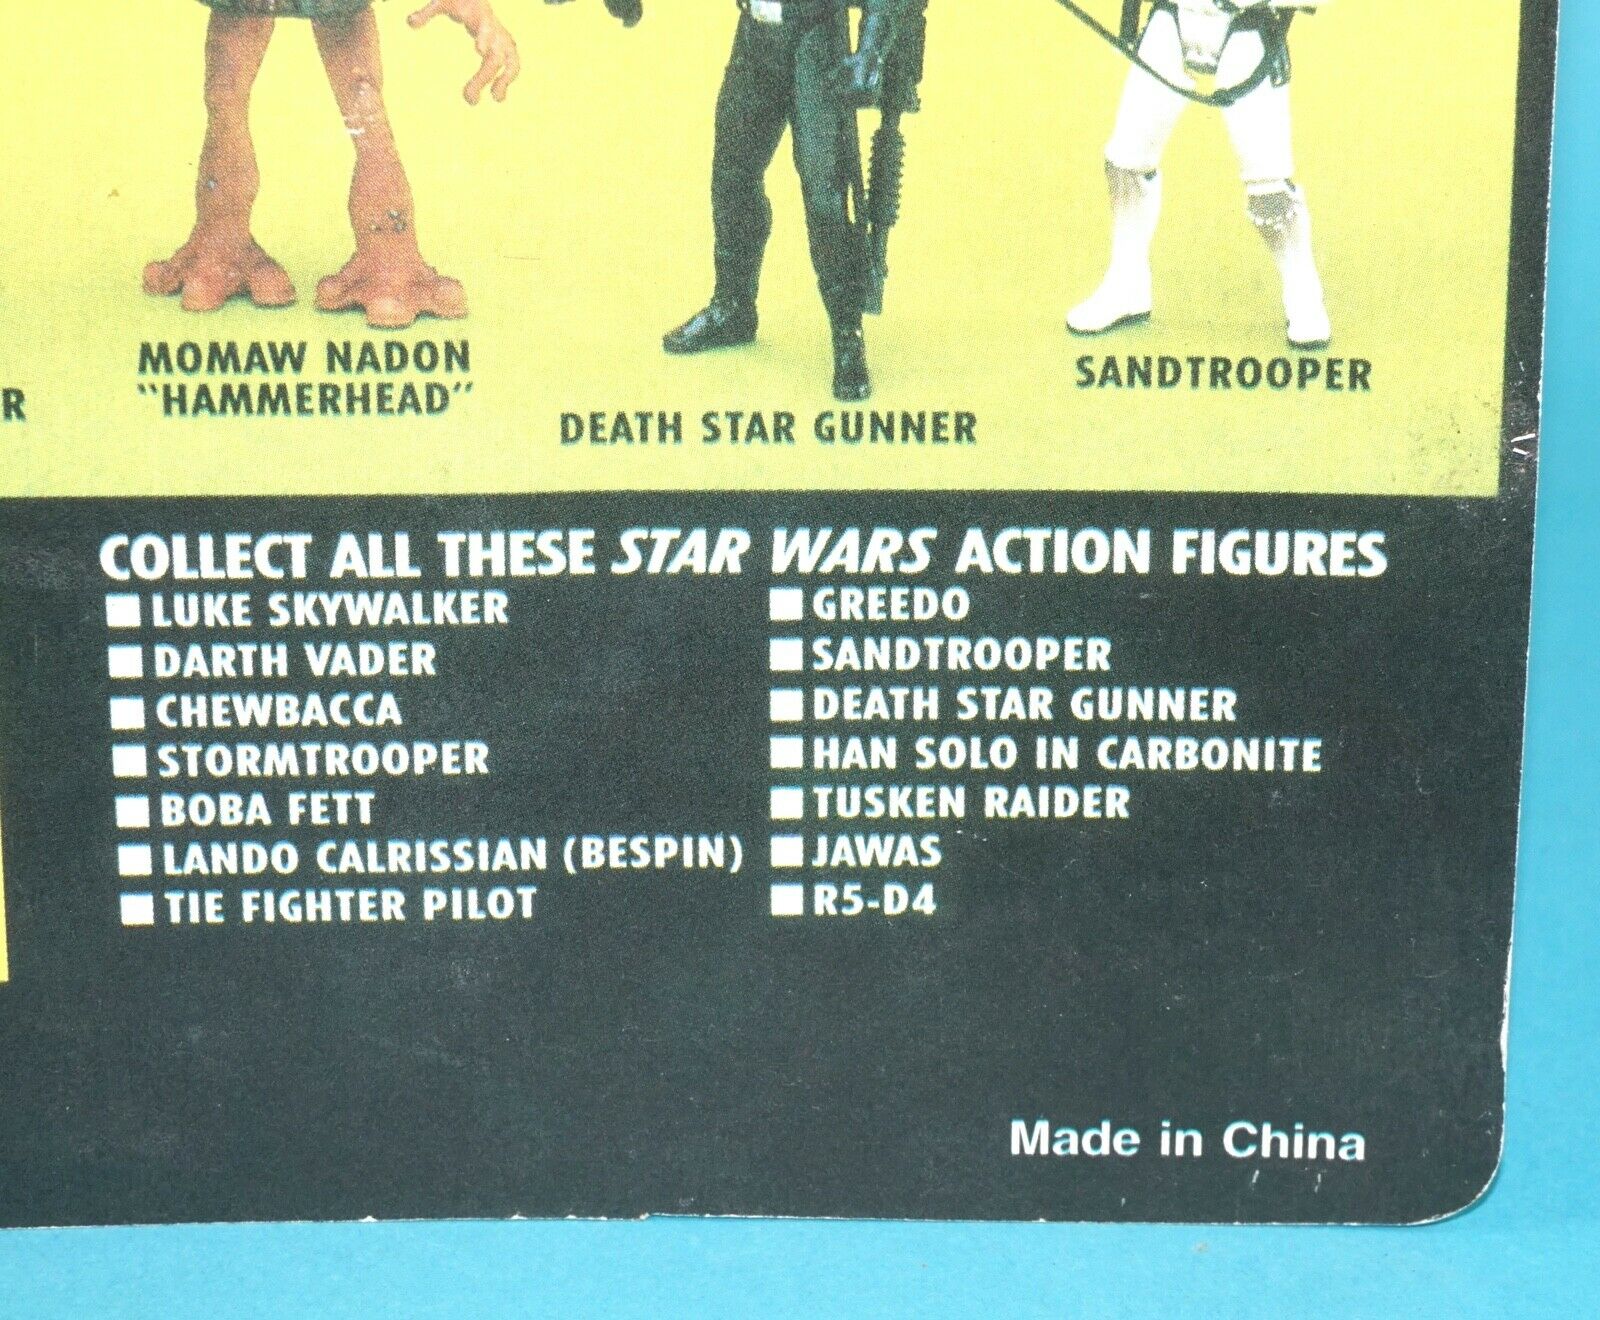 R
MOMAW NADON
"HAMMERHEAD"
DEATH STAR GUNNER
SANDTROOPER
COLLECT ALL THESE STAR WARS ACTION FIGURES
LUKE SKYWALKER
DARTH VADER
CHEWBACCA
STORMTROOPER
BOBA FETT
LANDO CALRISSIAN (BESPIN)
TIE FIGHTER PILOT
GREEDO
SANDTROOPER
DEATH STAR GUNNER
HAN SOLO IN CARBONITE
TUSKEN RAIDER
JAWAS
R5-D4
Made in China